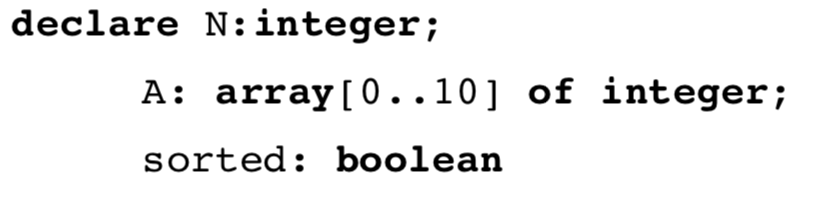 declare N:integer;
A: array[0..10] of integer;
sorted: boolean